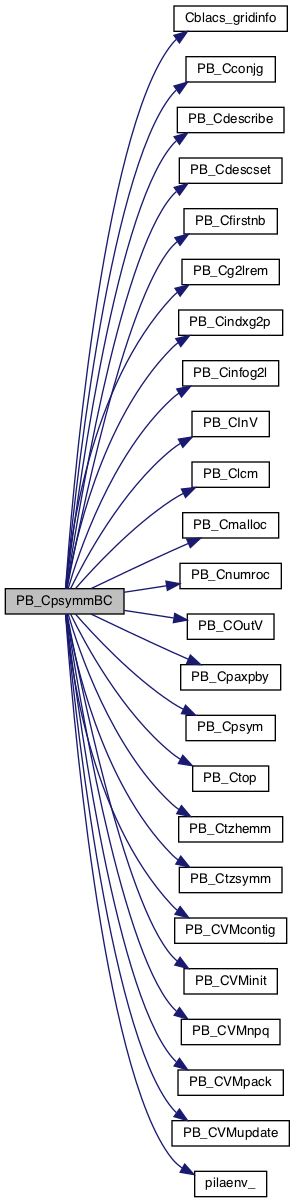 Cblacs_gridinfo
PB_Cconjg
PB_Cdescribe
PB_Cdescset
PB_Cfirstnb
PB_Cg2lrem
PB_Cindxg2p
PB_Cinfog2l
PB_CInV
PB_Clcm
PB_Cmalloc
PB_CpsymmBC
PB_Cnumroc
PB_COutV
PB_Cpaxpby
PB_Cpsym
PB_Ctop
PB_Ctzhemm
PB_Ctzsymm
PB_CVMcontig
PB_CVMinit
PB_CVMnpq
PB_CVMpack
PB_CVMupdate
pilaenv_